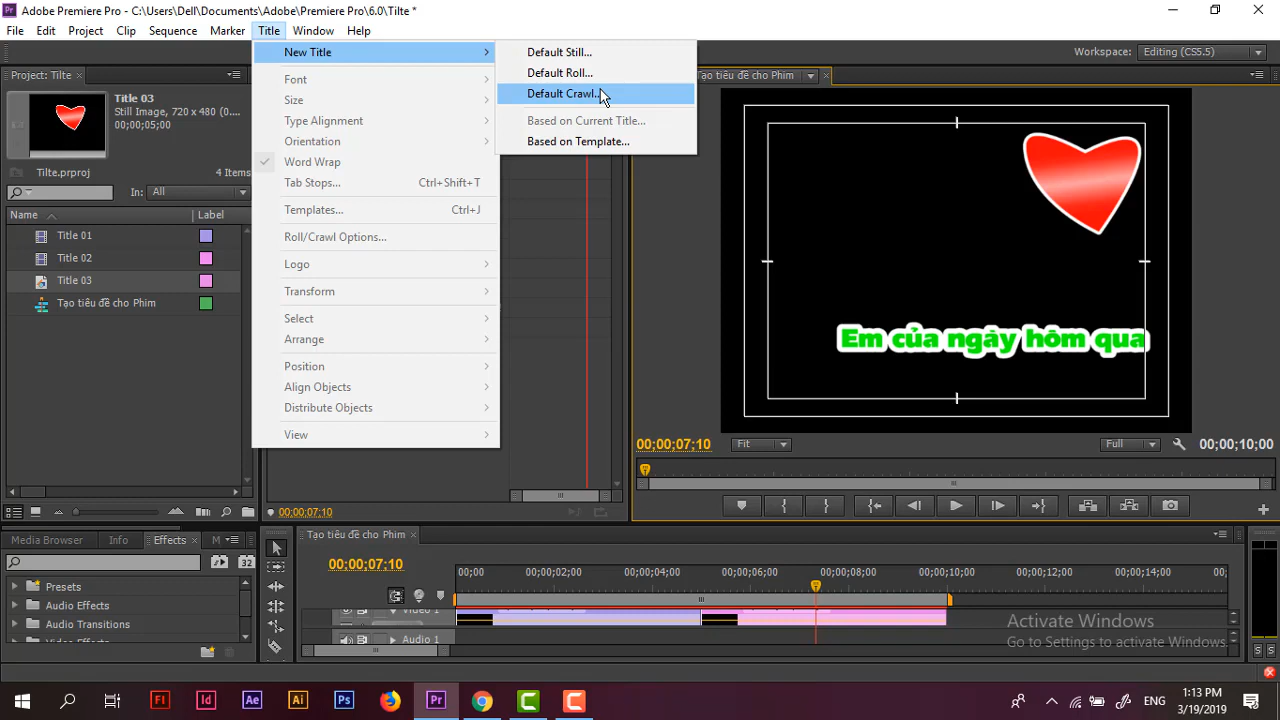 Pr Adobe Premiere Pro - C:\Users\Dell\Documents\Adobe\Premiere Pro\6.0\Tilte *
File Edit Project Clip Sequence Marker Title Window Help
Workspace: Editing (CS5.5)
Project: Tilte
Title 03
Still Image, 720 x 480 (0...
00;00;05;00
Tilte.prproj
4 Items
In: All
Name Label
Title 01
Title 02
Title 03
Tạo tiêu đề cho Phim
New Title
Font
Size
Type Alignment
Orientation
Word Wrap
Tab Stops... Ctrl+Shift+T
Templates... Ctrl+J
Roll/Crawl Options...
Logo
Transform
Select
Arrange
Position
Align Objects
Distribute Objects
View
Default Still...
Default Roll...
Default Crawl...
Based on Current Title...
Based on Template...
Tạo tiêu đề cho Phim
Em của ngày hôm qua
00;00;07;10 Fit Full 00;00;10;00
00;00;07;10
Media Browser Info Effects M
32
Presets
Audio Effects
Audio Transitions
Tạo tiêu đề cho Phim
00;00;07;10
00;00 00;00;02;00 00;00;04;00 00;00;06;00 00;00;08;00 00;00;10;00 00;00;12;00 00;00;14;00 00;
Video 1
Audio 1
S S
Activate Windows
Go to Settings to activate Windows.
Fl Id Ae Ai Ps Pr
ENG
1:13 PM
3/19/2019